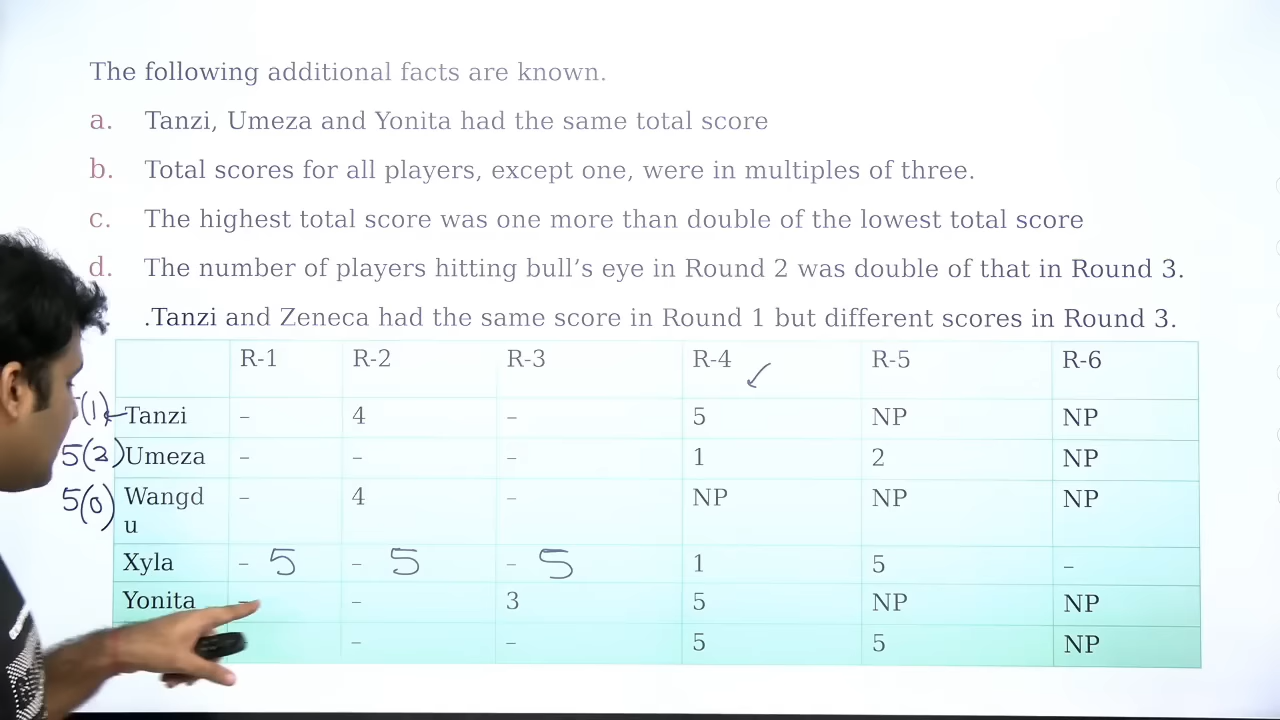 The following additional facts are known.
a. Tanzi, Umeza and Yonita had the same total score
b. Total scores for all players, except one, were in multiples of three.
c. The highest total score was one more than double of the lowest total score
d. The number of players hitting bull's eye in Round 2 was double of that in Round 3.
.Tanzi and Zeneca had the same score in Round 1 but different scores in Round 3.
R-1 R-2 R-3 R-4 R-5 R-6
(1) Tanzi – 4 – 5 NP NP
5(2) Umeza – – – 1 2 NP
5(0) Wangd – 4 – NP NP NP
u
Xyla – 5 – 5 – 5 1 5 –
Yonita – – 3 5 NP NP
– – 5 5 NP